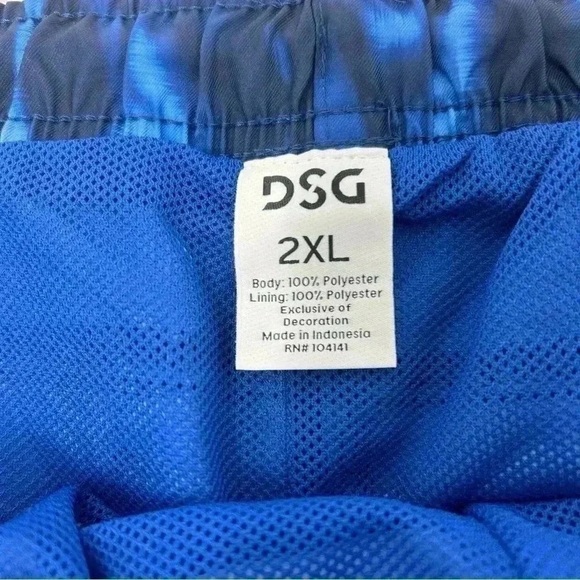 DSG
2XL
Body: 100% Polyester
Lining: 100% Polyester
Exclusive of
Decoration
Made in Indonesia
RN# 104141